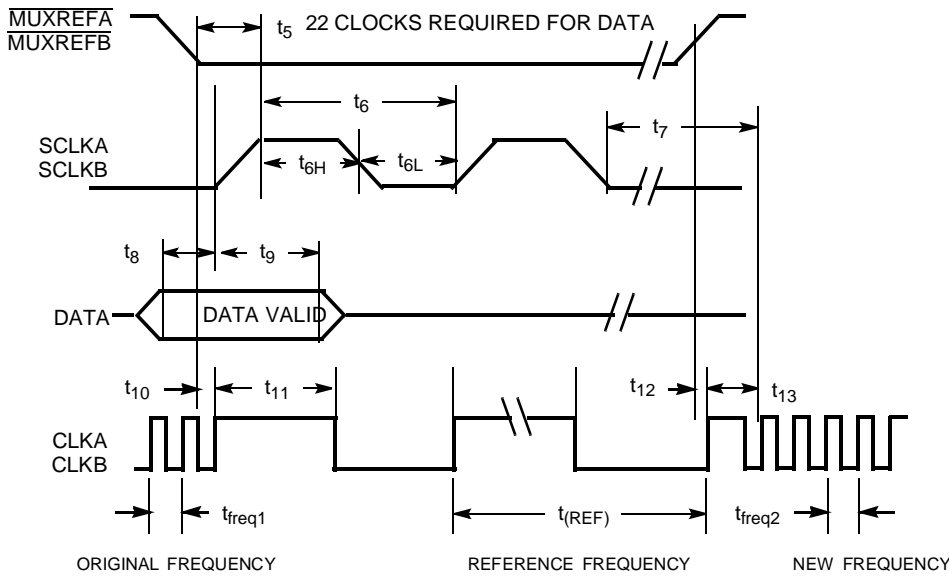 MUXREFA
MUXREFB
t5 22 CLOCKS REQUIRED FOR DATA
t6
t7
SCLKA
SCLKB
t6H t6L
t8 t9
DATA DATA VALID
t10 t11 t12 t13
CLKA
CLKB
tfreq1 t(REF) tfreq2
ORIGINAL FREQUENCY REFERENCE FREQUENCY NEW FREQUENCY